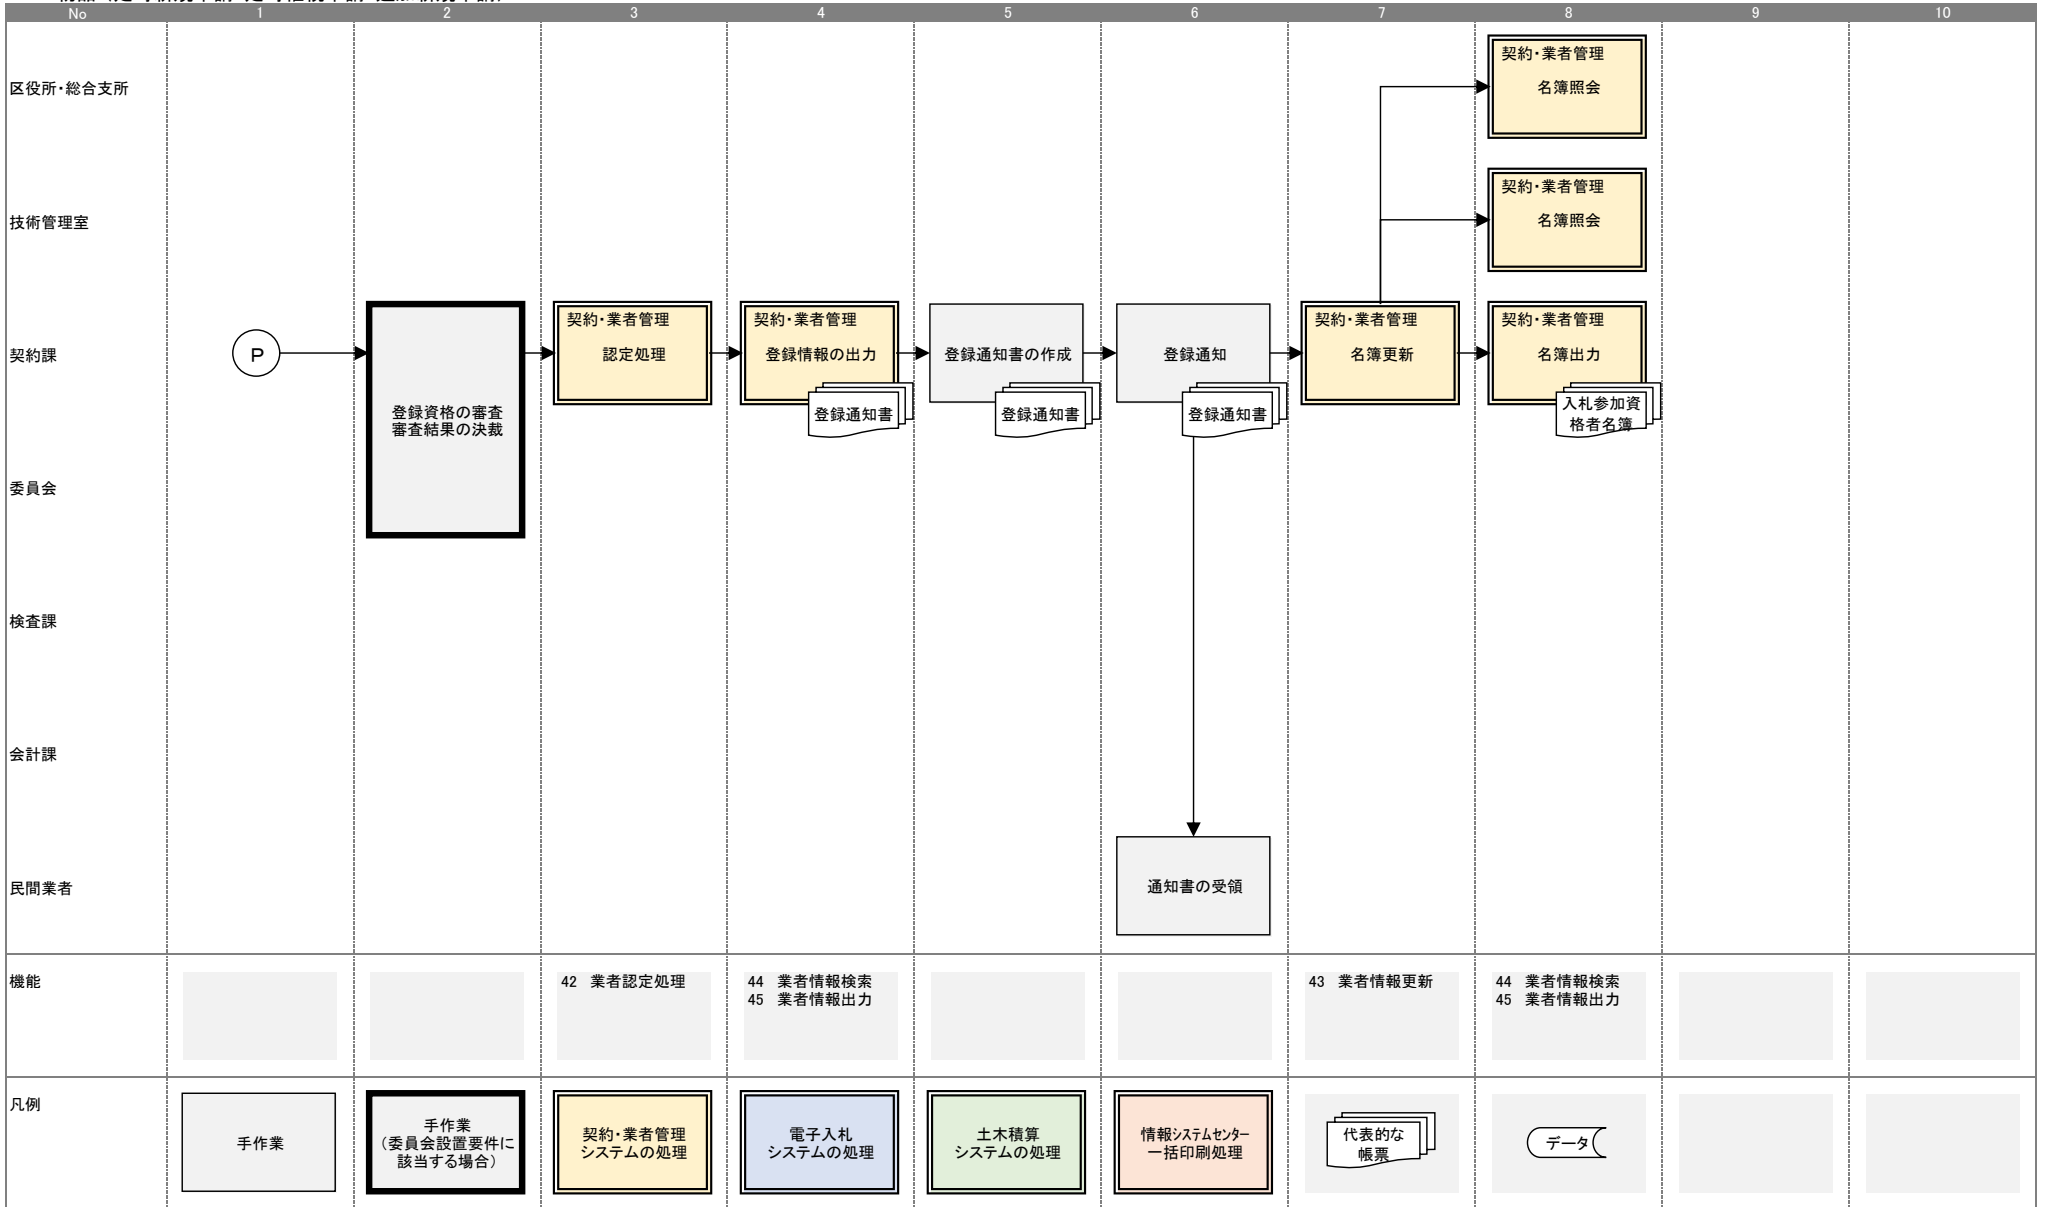 No 1 2 3 4 5 6 7 8 9 10
区役所・総合支所
契約・業者管理
名簿照会
技術管理室
契約・業者管理
名簿照会
契約課
P
登録資格の審査
審査結果の決裁
契約・業者管理
認定処理
契約・業者管理
登録情報の出力
登録通知書
登録通知書の作成
登録通知書
登録通知
登録通知書
契約・業者管理
名簿更新
契約・業者管理
名簿出力
入札参加資
格者名簿
委員会
検査課
会計課
民間業者
通知書の受領
機能
42 業者認定処理
44 業者情報検索
45 業者情報出力
43 業者情報更新
44 業者情報検索
45 業者情報出力
凡例
手作業
手作業
（委員会設置要件に
該当する場合）
契約・業者管理
システムの処理
電子入札
システムの処理
土木積算
システムの処理
情報ｼｽﾃﾑｾﾝﾀｰ
一括印刷処理
代表的な
帳票
データ